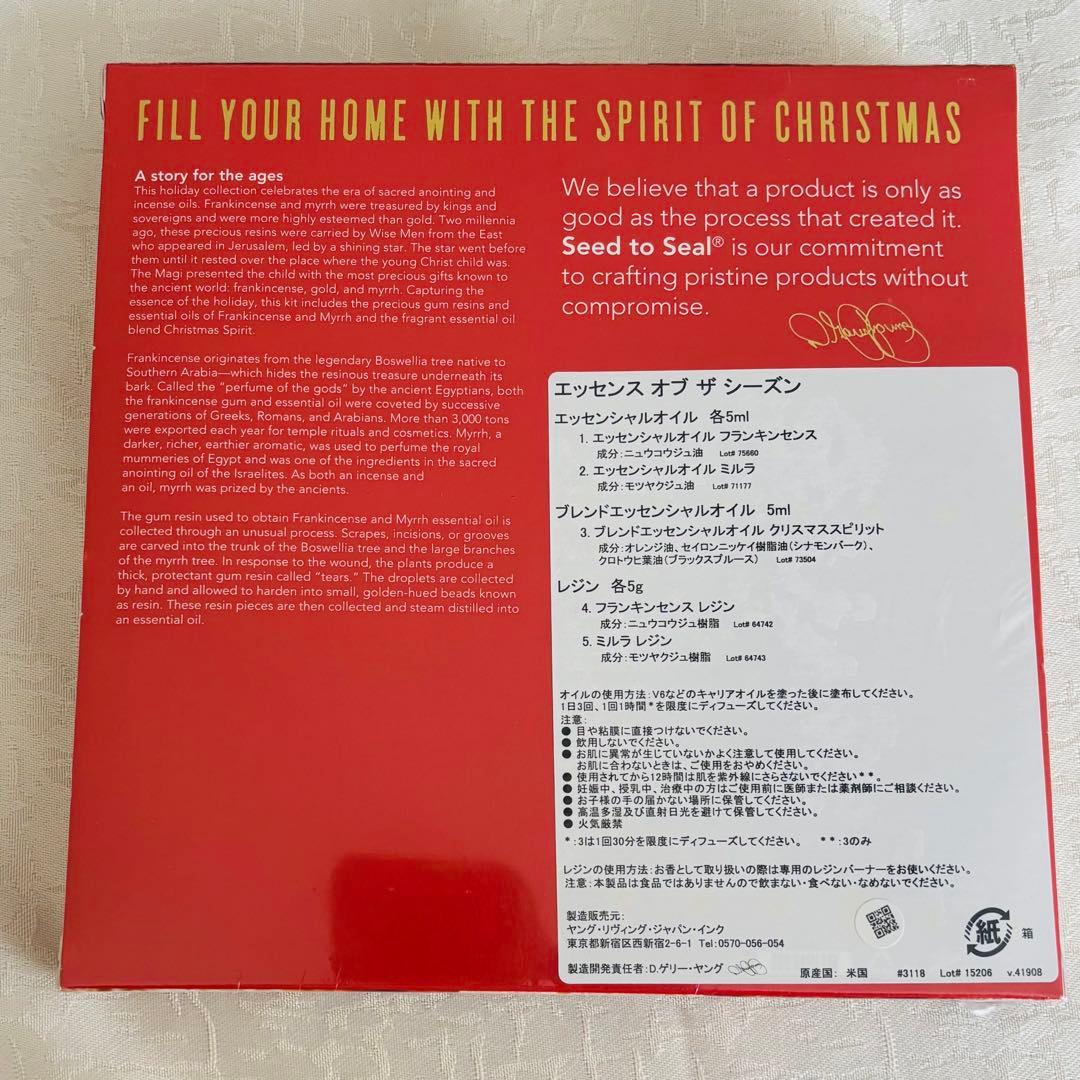 FILL YOUR HOME WITH THE SPIRIT OF CHRISTMAS
A story for the ages
This holiday collection celebrates the era of sacred anointing and
incense oils. Frankincense and myrrh were treasured by kings and
sovereigns and were more highly esteemed than gold. Two millennia
ago, these precious resins were carried by Wise Men from the East
who appeared in Jerusalem, led by a shining star. The star went before
them until it rested over the place where the young Christ child was.
The Magi presented the child with the most precious gifts known to
the ancient world: frankincense, gold, and myrrh. Capturing the
essence of the holiday, this kit includes the precious gum resins and
essential oils of Frankincense and Myrrh and the fragrant essential oil
blend Christmas Spirit.
Frankincense originates from the legendary Boswellia tree native to
Southern Arabia—which hides the resinous treasure underneath its
bark. Called the "perfume of the gods" by the ancient Egyptians, both
the frankincense gum and essential oil were coveted by successive
generations of Greeks, Romans, and Arabians. More than 3,000 tons
were exported each year for temple rituals and cosmetics. Myrrh, a
darker, richer, earthier aromatic, was used to perfume the royal
mummeries of Egypt and was one of the ingredients in the sacred
anointing oil of the Israelites. As both an incense and
an oil, myrrh was prized by the ancients.
The gum resin used to obtain Frankincense and Myrrh essential oil is
collected through an unusual process. Scrapes, incisions, or grooves
are carved into the trunk of the Boswellia tree and the large branches
of the myrrh tree. In response to the wound, the plants produce a
thick, protectant gum resin called "tears." The droplets are collected
by hand and allowed to harden into small, golden-hued beads known
as resin. These resin pieces are then collected and steam distilled into
an essential oil.
We believe that a product is only as
good as the process that created it.
Seed to Seal® is our commitment
to crafting pristine products without
compromise.
エッセンス オブ ザ シーズン
エッセンシャルオイル 各5ml
1. エッセンシャルオイル フランキンセンス
成分:ニュウコウジュ油 Lot# 75660
2. エッセンシャルオイル ミルラ
成分:モツヤクジュ油 Lot# 71177
ブレンドエッセンシャルオイル 5ml
3. ブレンドエッセンシャルオイル クリスマススピリット
成分:オレンジ油、セイロンニッケイ樹脂油(シナモンバーク)、
クロトウヒ葉油(ブラックスプルース) Lot# 73504
レジン 各5g
4. フランキンセンス レジン
成分:ニュウコウジュ樹脂 Lot# 64742
5. ミルラ レジン
成分:モツヤクジュ樹脂 Lot# 64743
オイルの使用方法:V6などのキャリアオイルを塗った後に塗布してください。
1日3回、1回1時間*を限度にディフューズしてください。
注意:
● 目や粘膜に直接つけないでください。
● 飲用しないでください。
● お肌に異常が生じていないかよく注意して使用してください。
お肌に合わないときは、ご使用をおやめください。
● 使用されてから12時間は肌を紫外線にさらさないでください**。
● 妊娠中、授乳中、治療中の方はご使用前に医師または薬剤師にご相談ください。
● お子様の手の届かない場所に保管してください。
● 高温多湿及び直射日光を避けて保管してください。
● 火気厳禁
*:3は1回30分を限度にディフューズしてください。 **:3のみ
レジンの使用方法:お香として取り扱いの際は専用のレジンバーナーをお使いください。
注意:本製品は食品ではありませんので飲まない・食べない・なめないでください。
製造販売元:
ヤング・リヴィング・ジャパン・インク
東京都新宿区西新宿2-6-1 Tel:0570-056-054
製造開発責任者:D.ゲリー・ヤング
紙 箱
原産国: 米国 #3118 Lot# 15206 v.41908